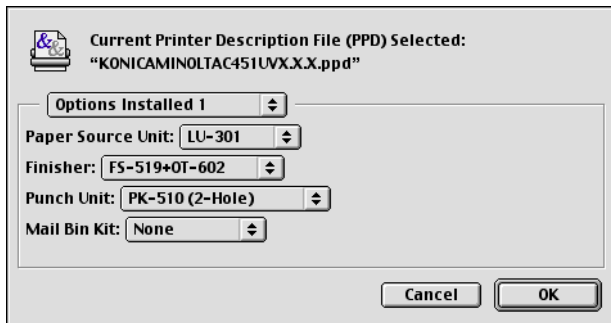 Current Printer Description File (PPD) Selected:
“KONICAMINOLTAC451UVX.X.X.ppd”
Options Installed 1
Paper Source Unit: LU-301
Finisher: FS-519+OT-602
Punch Unit: PK-510 (2-Hole)
Mail Bin Kit: None
Cancel OK